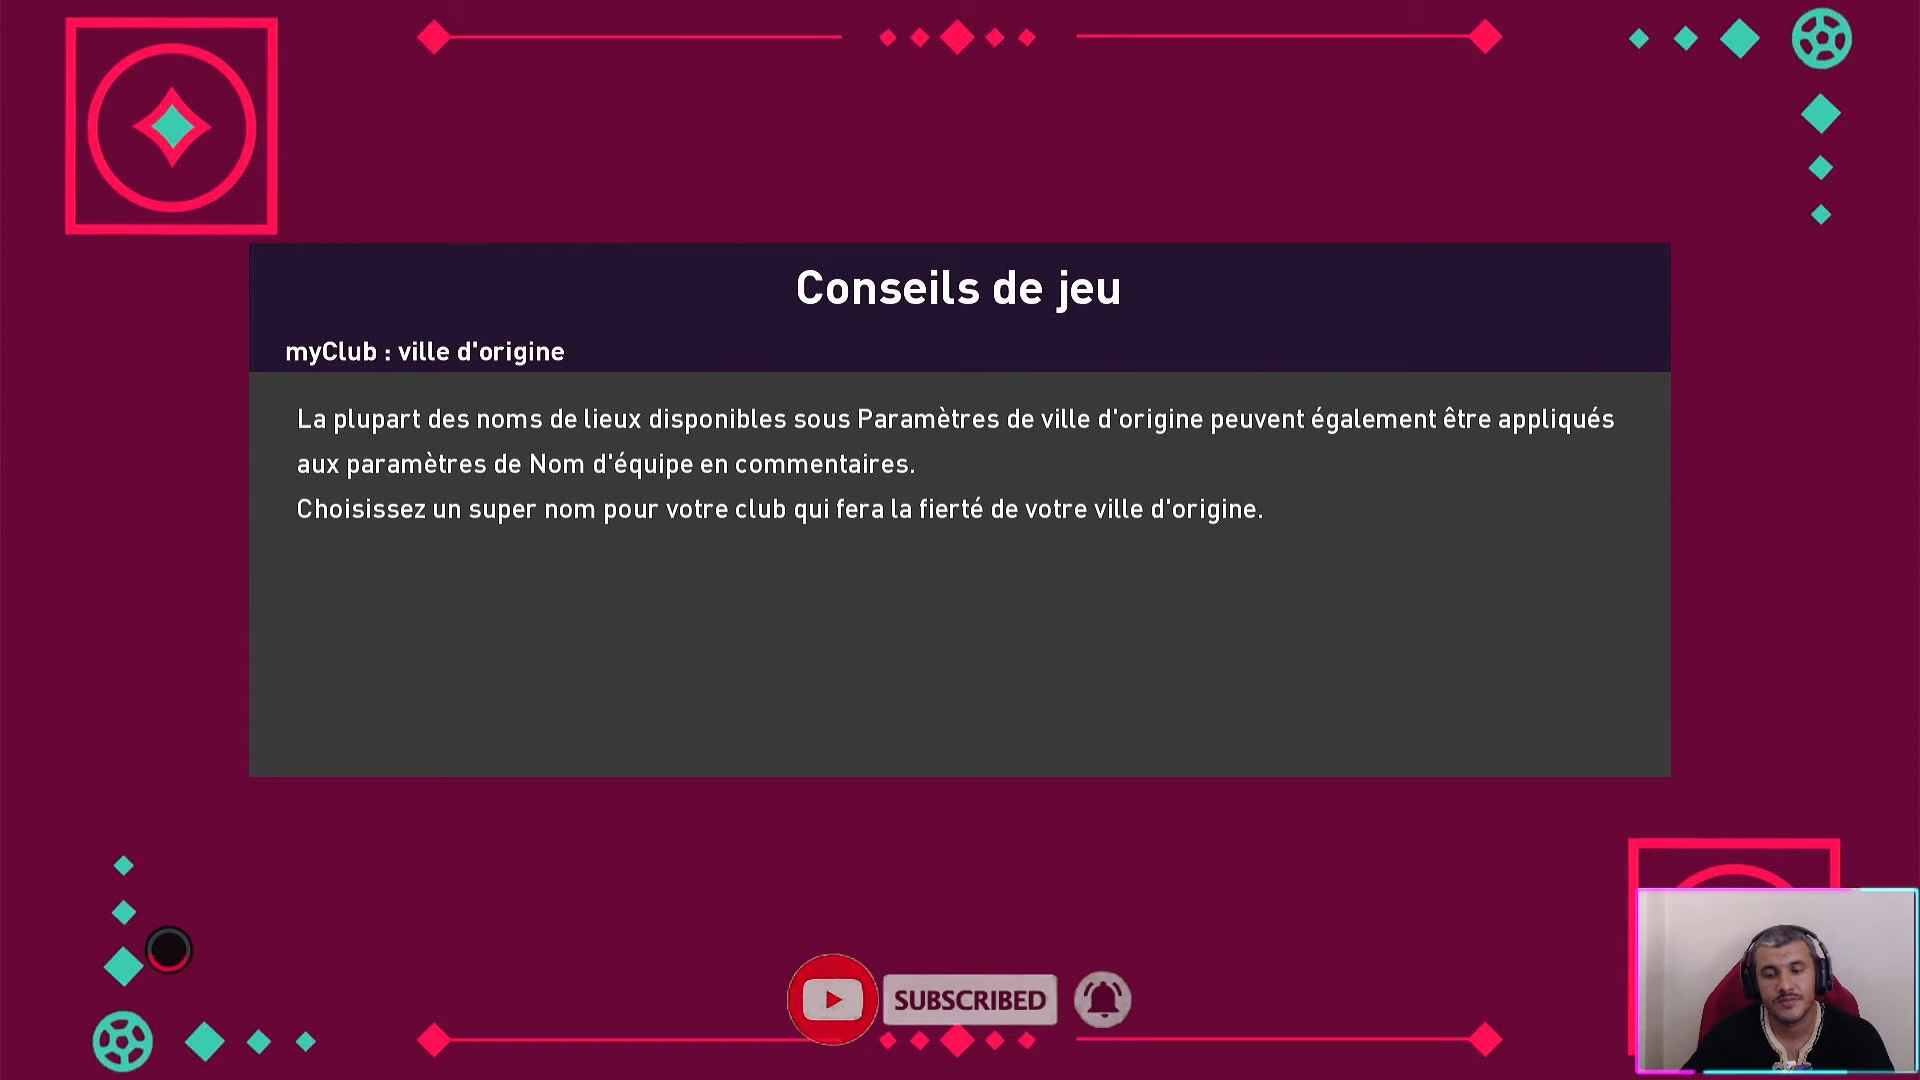 Conseils de jeu
myClub : ville d'origine
La plupart des noms de lieux disponibles sous Paramètres de ville d'origine peuvent également être appliqués
aux paramètres de Nom d'équipe en commentaires.
Choisissez un super nom pour votre club qui fera la fierté de votre ville d'origine.
SUBSCRIBED